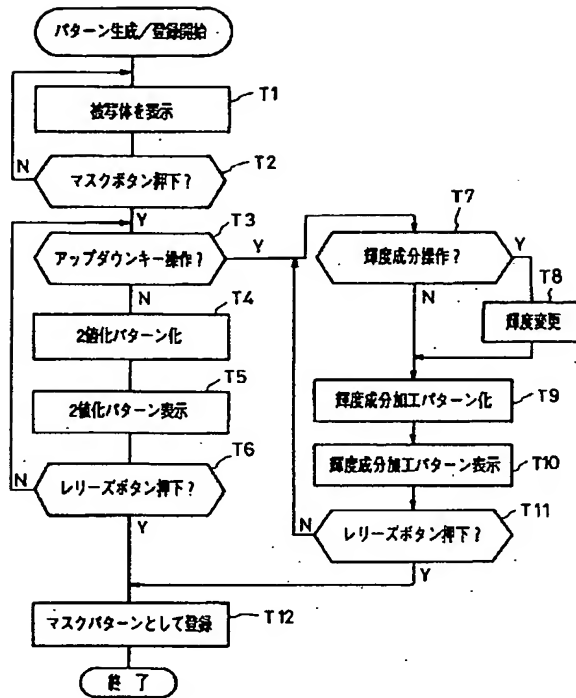 パターン生成／登録開始
被写体を表示
T1
N
マスクボタン押下？
T2
Y
アップダウンキー操作？
T3
Y
N
2倍化パターン化
T4
2値化パターン表示
T5
レリーズボタン押下？
T6
N
Y
輝度成分操作？
T7
Y
N
輝度変更
T8
輝度成分加工パターン化
T9
輝度成分加工パターン表示
T10
レリーズボタン押下？
T11
N
Y
マスクパターンとして登録
T12
終了